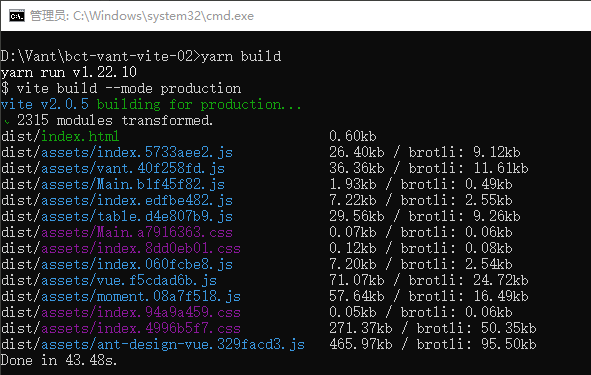 管理员: C:\Windows\system32\cmd.exe
D:\Vant\bct-vant-vite-02>yarn build
yarn run v1.22.10
$ vite build --mode production
vite v2.0.5 building for production...
✓ 2315 modules transformed.
dist/index.html 0.60kb
dist/assets/index.5733aee2.js 26.40kb / brotli: 9.12kb
dist/assets/vant.40f258fd.js 36.36kb / brotli: 11.61kb
dist/assets/Main.b1f45f82.js 1.93kb / brotli: 0.49kb
dist/assets/index.edfbe482.js 7.22kb / brotli: 2.55kb
dist/assets/table.d4e807b9.js 29.56kb / brotli: 9.26kb
dist/assets/Main.a7916363.css 0.07kb / brotli: 0.06kb
dist/assets/index.8dd0eb01.css 0.12kb / brotli: 0.08kb
dist/assets/index.060fcbe8.js 7.20kb / brotli: 2.54kb
dist/assets/vue.f5cdad6b.js 71.07kb / brotli: 24.72kb
dist/assets/moment.08a7f518.js 57.64kb / brotli: 16.49kb
dist/assets/index.94a9a459.css 0.05kb / brotli: 0.06kb
dist/assets/index.4996b5f7.css 271.37kb / brotli: 50.35kb
dist/assets/ant-design-vue.329facd3.js 465.97kb / brotli: 95.50kb
Done in 43.48s.